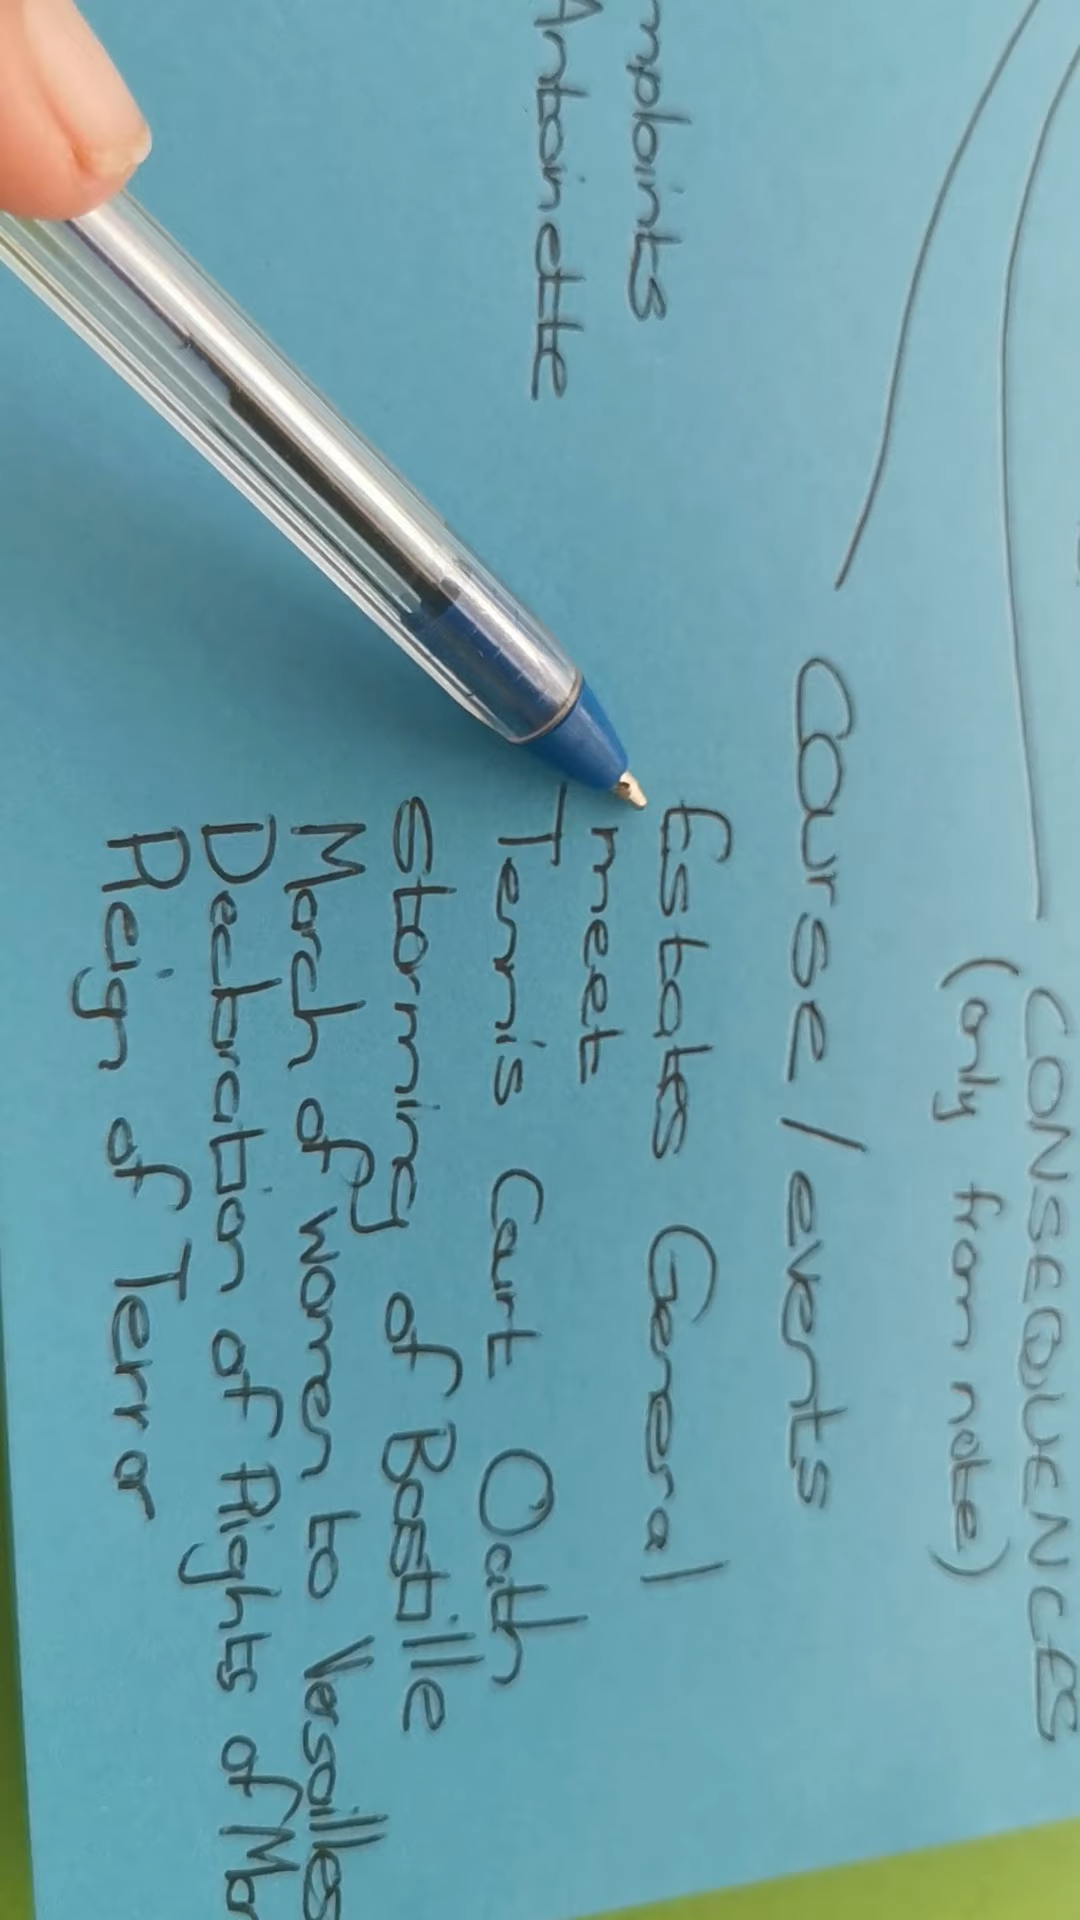 CONSEQUENCES
(only from note)
Course / events
Estates General
meet
Tennis Court Oath
Storming of Bastille
March of women to Versailles
Declaration of Rights of
Reign of Terror
Antoinette